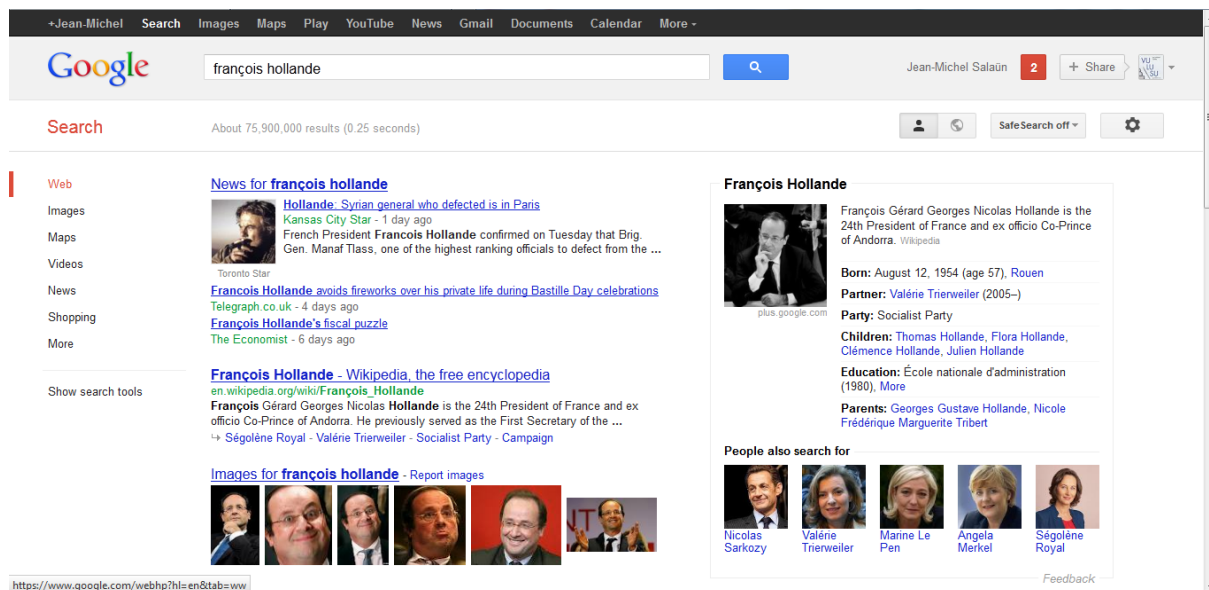 +Jean-Michel Search Images Maps Play YouTube News Gmail Documents Calendar More
Google
françois hollande
Jean-Michel Salaün 2 + Share
Search
About 75,900,000 results (0.25 seconds)
SafeSearch off
Web
Images
Maps
Videos
News
Shopping
More
Show search tools
News for françois hollande
Hollande: Syrian general who defected is in Paris
Kansas City Star - 1 day ago
French President Francois Hollande confirmed on Tuesday that Brig.
Gen. Manaf Tlass, one of the highest ranking officials to defect from the ...
Toronto Star
Francois Hollande avoids fireworks over his private life during Bastille Day celebrations
Telegraph.co.uk - 4 days ago
François Hollande's fiscal puzzle
The Economist - 6 days ago
François Hollande - Wikipedia, the free encyclopedia
en.wikipedia.org/wiki/François_Hollande
François Gérard Georges Nicolas Hollande is the 24th President of France and ex
officio Co-Prince of Andorra. He previously served as the First Secretary of the ...
Ségolène Royal - Valérie Trierweiler - Socialist Party - Campaign
Images for françois hollande - Report images
François Hollande
plus.google.com
François Gérard Georges Nicolas Hollande is the
24th President of France and ex officio Co-Prince
of Andorra. Wikipedia
Born: August 12, 1954 (age 57), Rouen
Partner: Valérie Trierweiler (2005–)
Party: Socialist Party
Children: Thomas Hollande, Flora Hollande,
Clémence Hollande, Julien Hollande
Education: École nationale d'administration
(1980), More
Parents: Georges Gustave Hollande, Nicole
Frédérique Marguerite Tribert
People also search for
Nicolas Sarkozy
Valérie Trierweiler
Marine Le Pen
Angela Merkel
Ségolène Royal
Feedback
https://www.google.com/webhp?hl=en&tab=ww